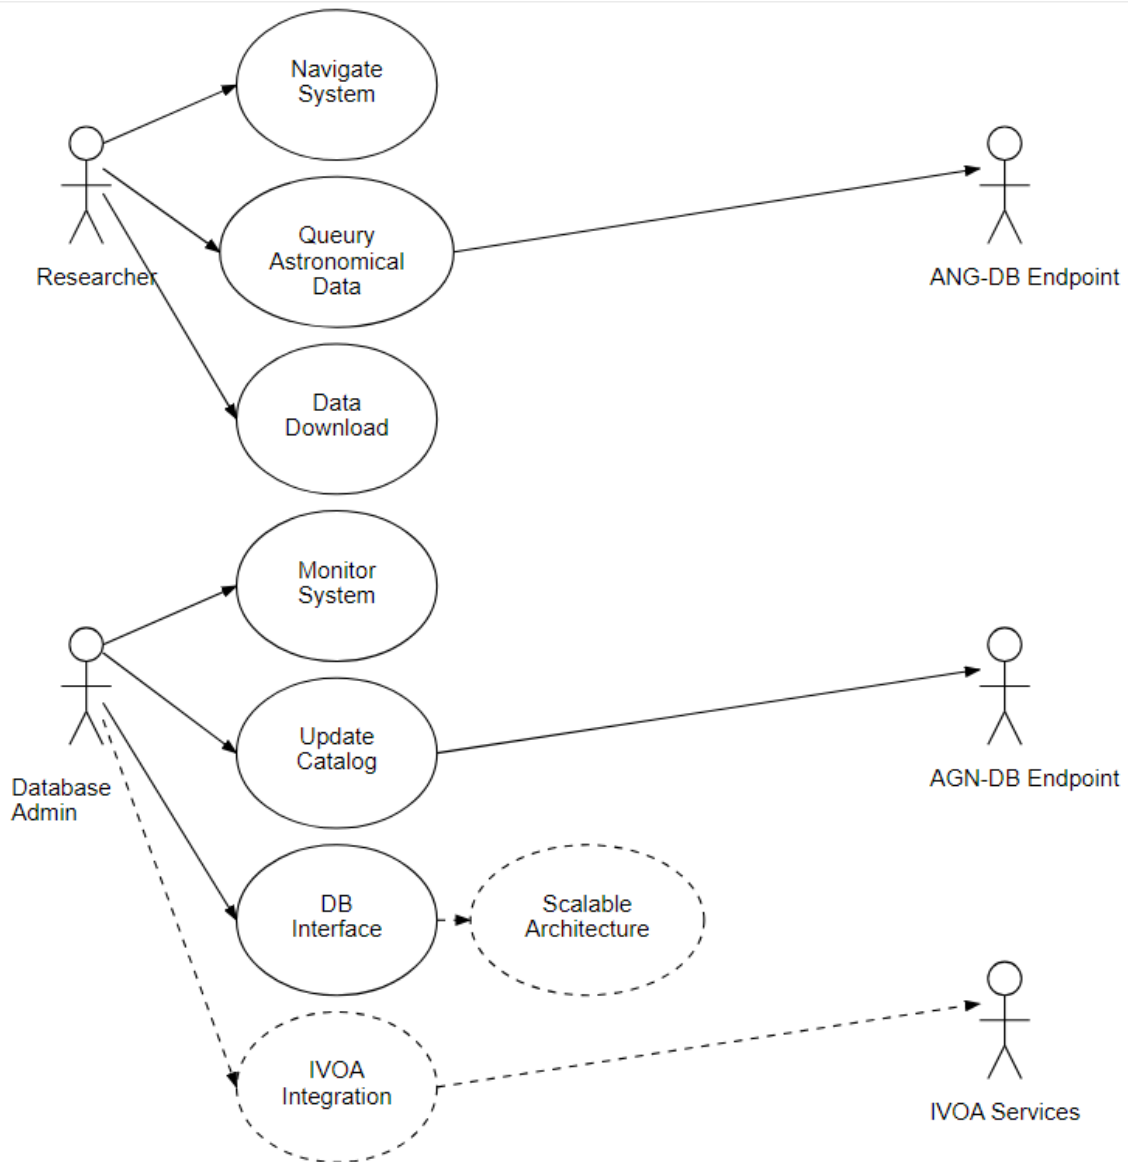 Navigate
System
Researcher
Queury
Astronomical
Data
ANG-DB Endpoint
Data
Download
Monitor
System
Database
Admin
Update
Catalog
AGN-DB Endpoint
DB
Interface
Scalable
Architecture
IVOA
Integration
IVOA Services